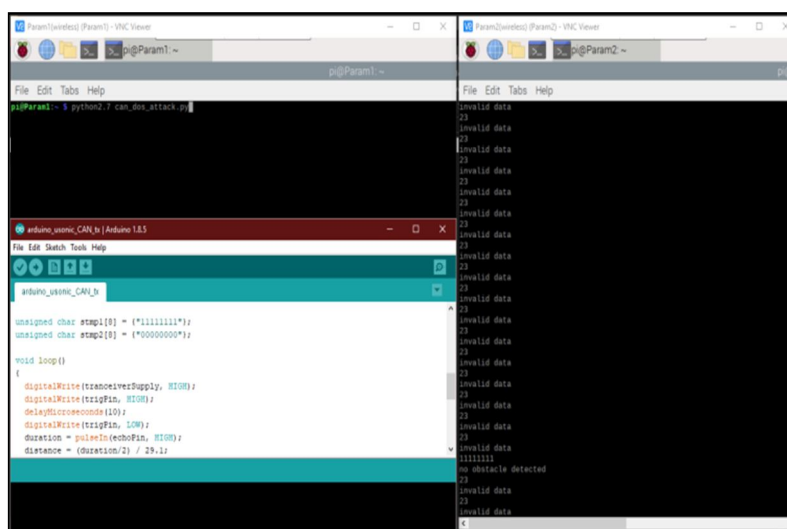 Param1(wireless) (Param1) - VNC Viewer
pi@Param1: ~
pi@Param1: ~
File Edit Tabs Help
pi@Param1:~ $ python2.7 can_dos_attack.py
arduino_usonic_CAN_tx | Arduino 1.8.5
File Edit Sketch Tools Help
arduino_usonic_CAN_tx
unsigned char stmp1[8] = {"11111111"};
unsigned char stmp2[8] = {"00000000"};
void loop()
{
digitalWrite(tranceiverSupply, HIGH);
digitalWrite(trigPin, HIGH);
delayMicroseconds(10);
digitalWrite(trigPin, LOW);
duration = pulseIn(echoPin, HIGH);
distance = (duration/2) / 29.1;
Param2(wireless) (Param2) - VNC Viewer
pi@Param2: ~
pi
File Edit Tabs Help
invalid data
23
invalid data
23
invalid data
23
invalid data
23
invalid data
23
invalid data
23
invalid data
23
invalid data
23
invalid data
23
invalid data
23
invalid data
23
invalid data
23
invalid data
23
invalid data
23
invalid data
23
invalid data
23
invalid data
11111111
no obstacle detected
23
invalid data
23
invalid data